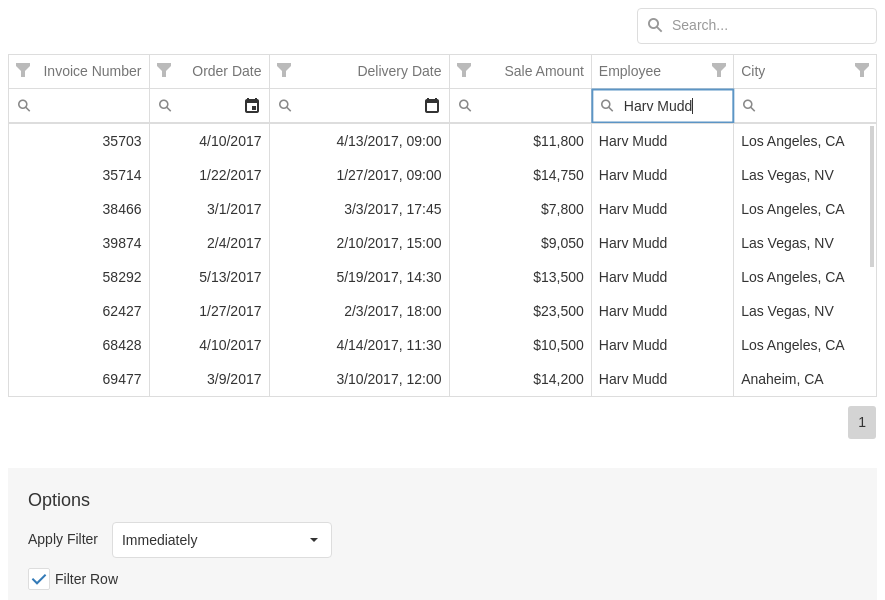 Search...
Invoice Number Order Date Delivery Date Sale Amount Employee City
Harv Mudd
35703 4/10/2017 4/13/2017, 09:00 $11,800 Harv Mudd Los Angeles, CA
35714 1/22/2017 1/27/2017, 09:00 $14,750 Harv Mudd Las Vegas, NV
38466 3/1/2017 3/3/2017, 17:45 $7,800 Harv Mudd Los Angeles, CA
39874 2/4/2017 2/10/2017, 15:00 $9,050 Harv Mudd Las Vegas, NV
58292 5/13/2017 5/19/2017, 14:30 $13,500 Harv Mudd Los Angeles, CA
62427 1/27/2017 2/3/2017, 18:00 $23,500 Harv Mudd Las Vegas, NV
68428 4/10/2017 4/14/2017, 11:30 $10,500 Harv Mudd Los Angeles, CA
69477 3/9/2017 3/10/2017, 12:00 $14,200 Harv Mudd Anaheim, CA
1
Options
Apply Filter Immediately
Filter Row